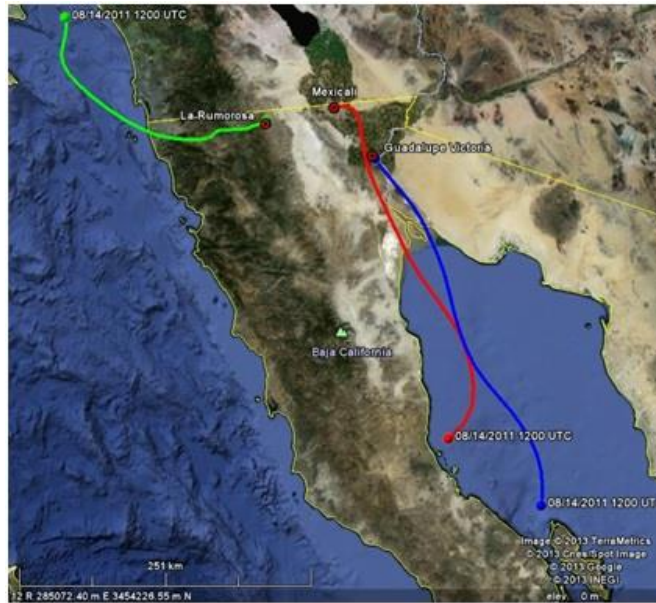 08/14/2011 1200 UTC
Mexicali
La-Rumorosa
Guadalupe Victoria
Baja California
08/14/2011 1200 UTC
08/14/2011 1200 UT
Image © 2013 TerraMetrics
© 2013 Cnes/Spot Image
© 2013 Google
© 2013 INEGI
251 km
12 R 285072.40 m E 3454226.55 m N
elev. 0 m